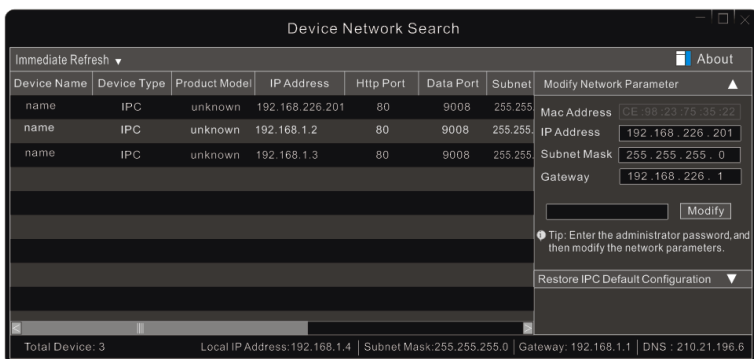 Device Network Search
Immediate Refresh
About
Device Name Device Type Product Model IP Address Http Port Data Port Subnet
name IPC unknown 192.168.226.201 80 9008 255.255.
name IPC unknown 192.168.1.2 80 9008 255.255.
name IPC unknown 192.168.1.3 80 9008 255.255.
Modify Network Parameter
Mac Address CE:98:23:75:35:22
IP Address 192.168.226.201
Subnet Mask 255.255.255.0
Gateway 192.168.226.1
Modify
Tip: Enter the administrator password, and
then modify the network parameters.
Restore IPC Default Configuration
Total Device: 3 Local IP Address:192.168.1.4 Subnet Mask:255.255.255.0 Gateway: 192.168.1.1 DNS : 210.21.196.6